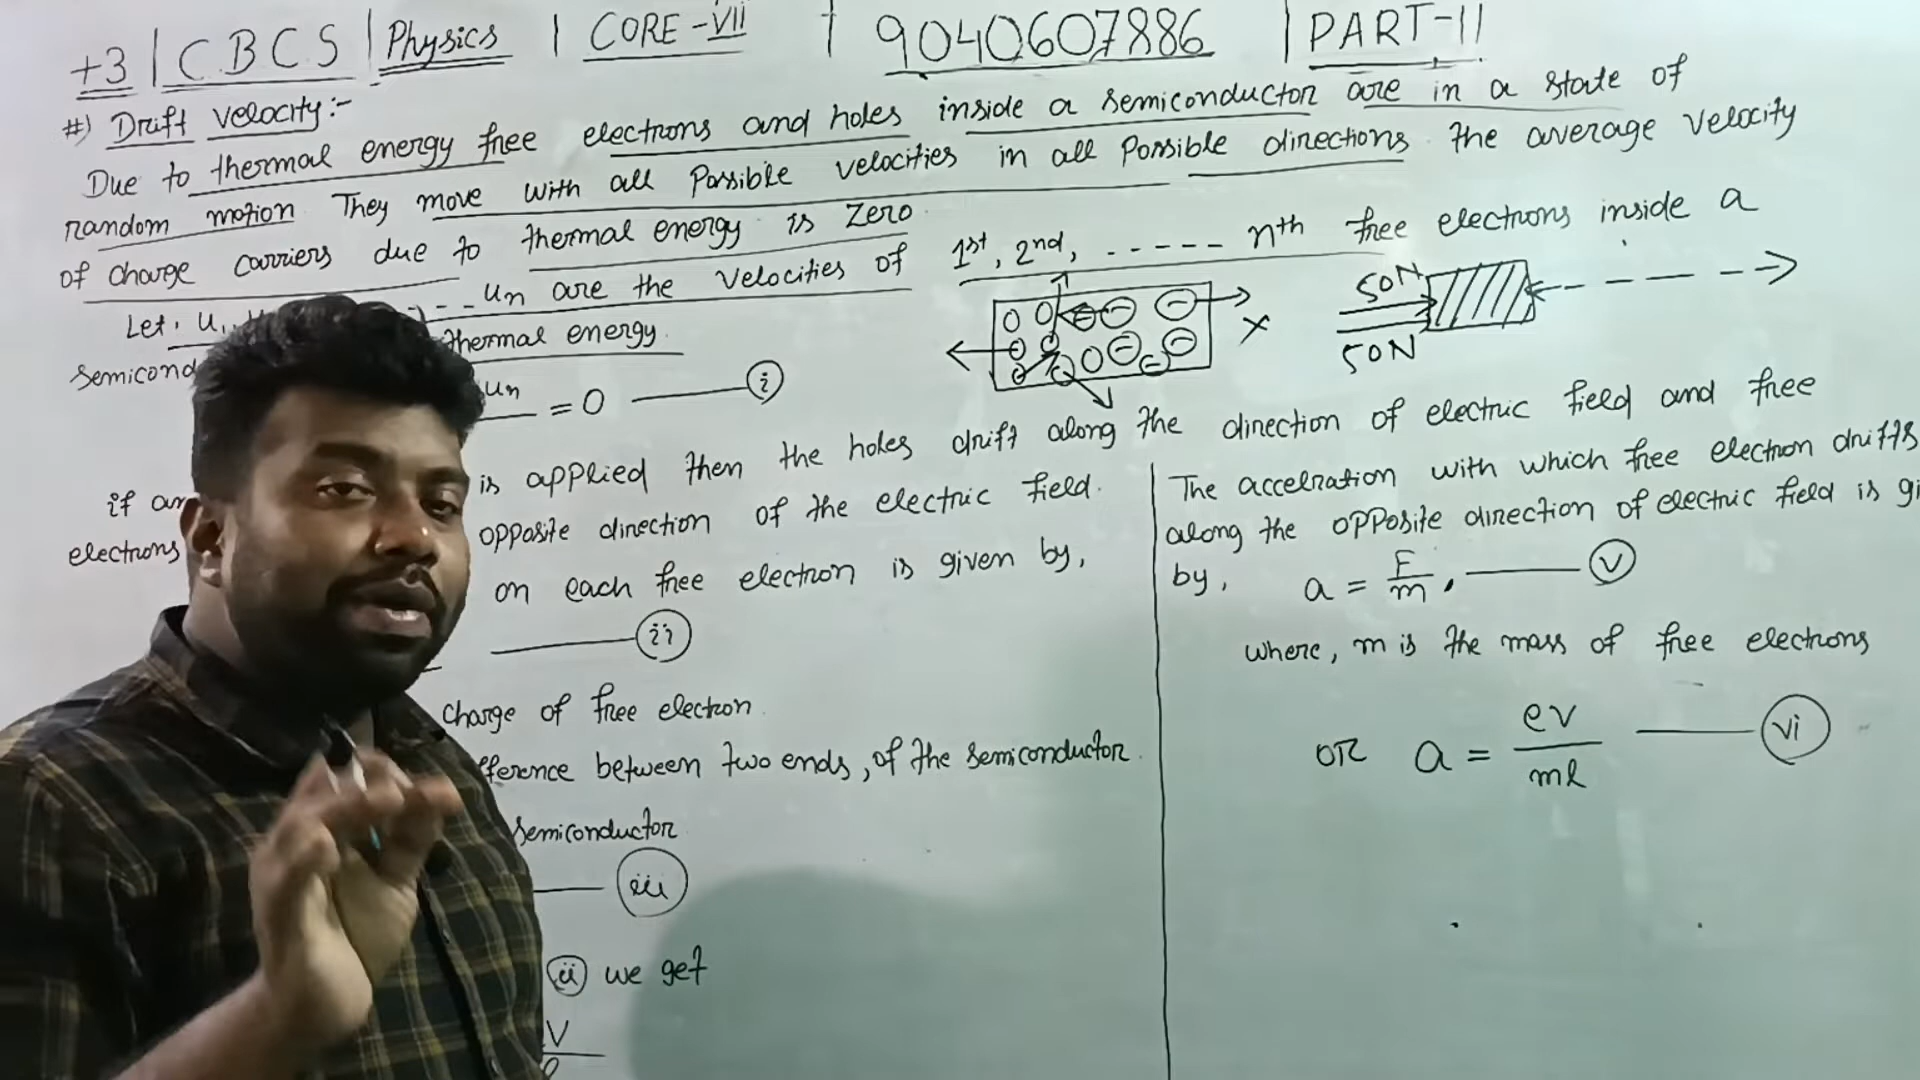 +3 | CBCS | Physics | CORE-VII | 9040607886 | PART-11
#) Drift velocity:-
Due to thermal energy free electrons and holes inside a semiconductor are in a state of
random motion They move with all possible velocities in all possible directions. The average velocity
of charge carriers due to thermal energy is zero.
Let, u1, - - un are the velocities of 1st, 2nd, - - - - - nth free electrons inside a
thermal energy.
un = 0 (i)
50N
50N
is applied then the holes drift along the direction of electric field and free
electrons opposite direction of the electric field.
on each free electron is given by,
(ii)
charge of free electron
fference between two ends, of the semiconductor.
semiconductor
(iii)
(ii) we get
V
The accelration with which free electron drifts
along the opposite direction of electric field is gi
by, a = F/m, (v)
where, m is the mass of free electrons
OR a = eV/ml (vi)